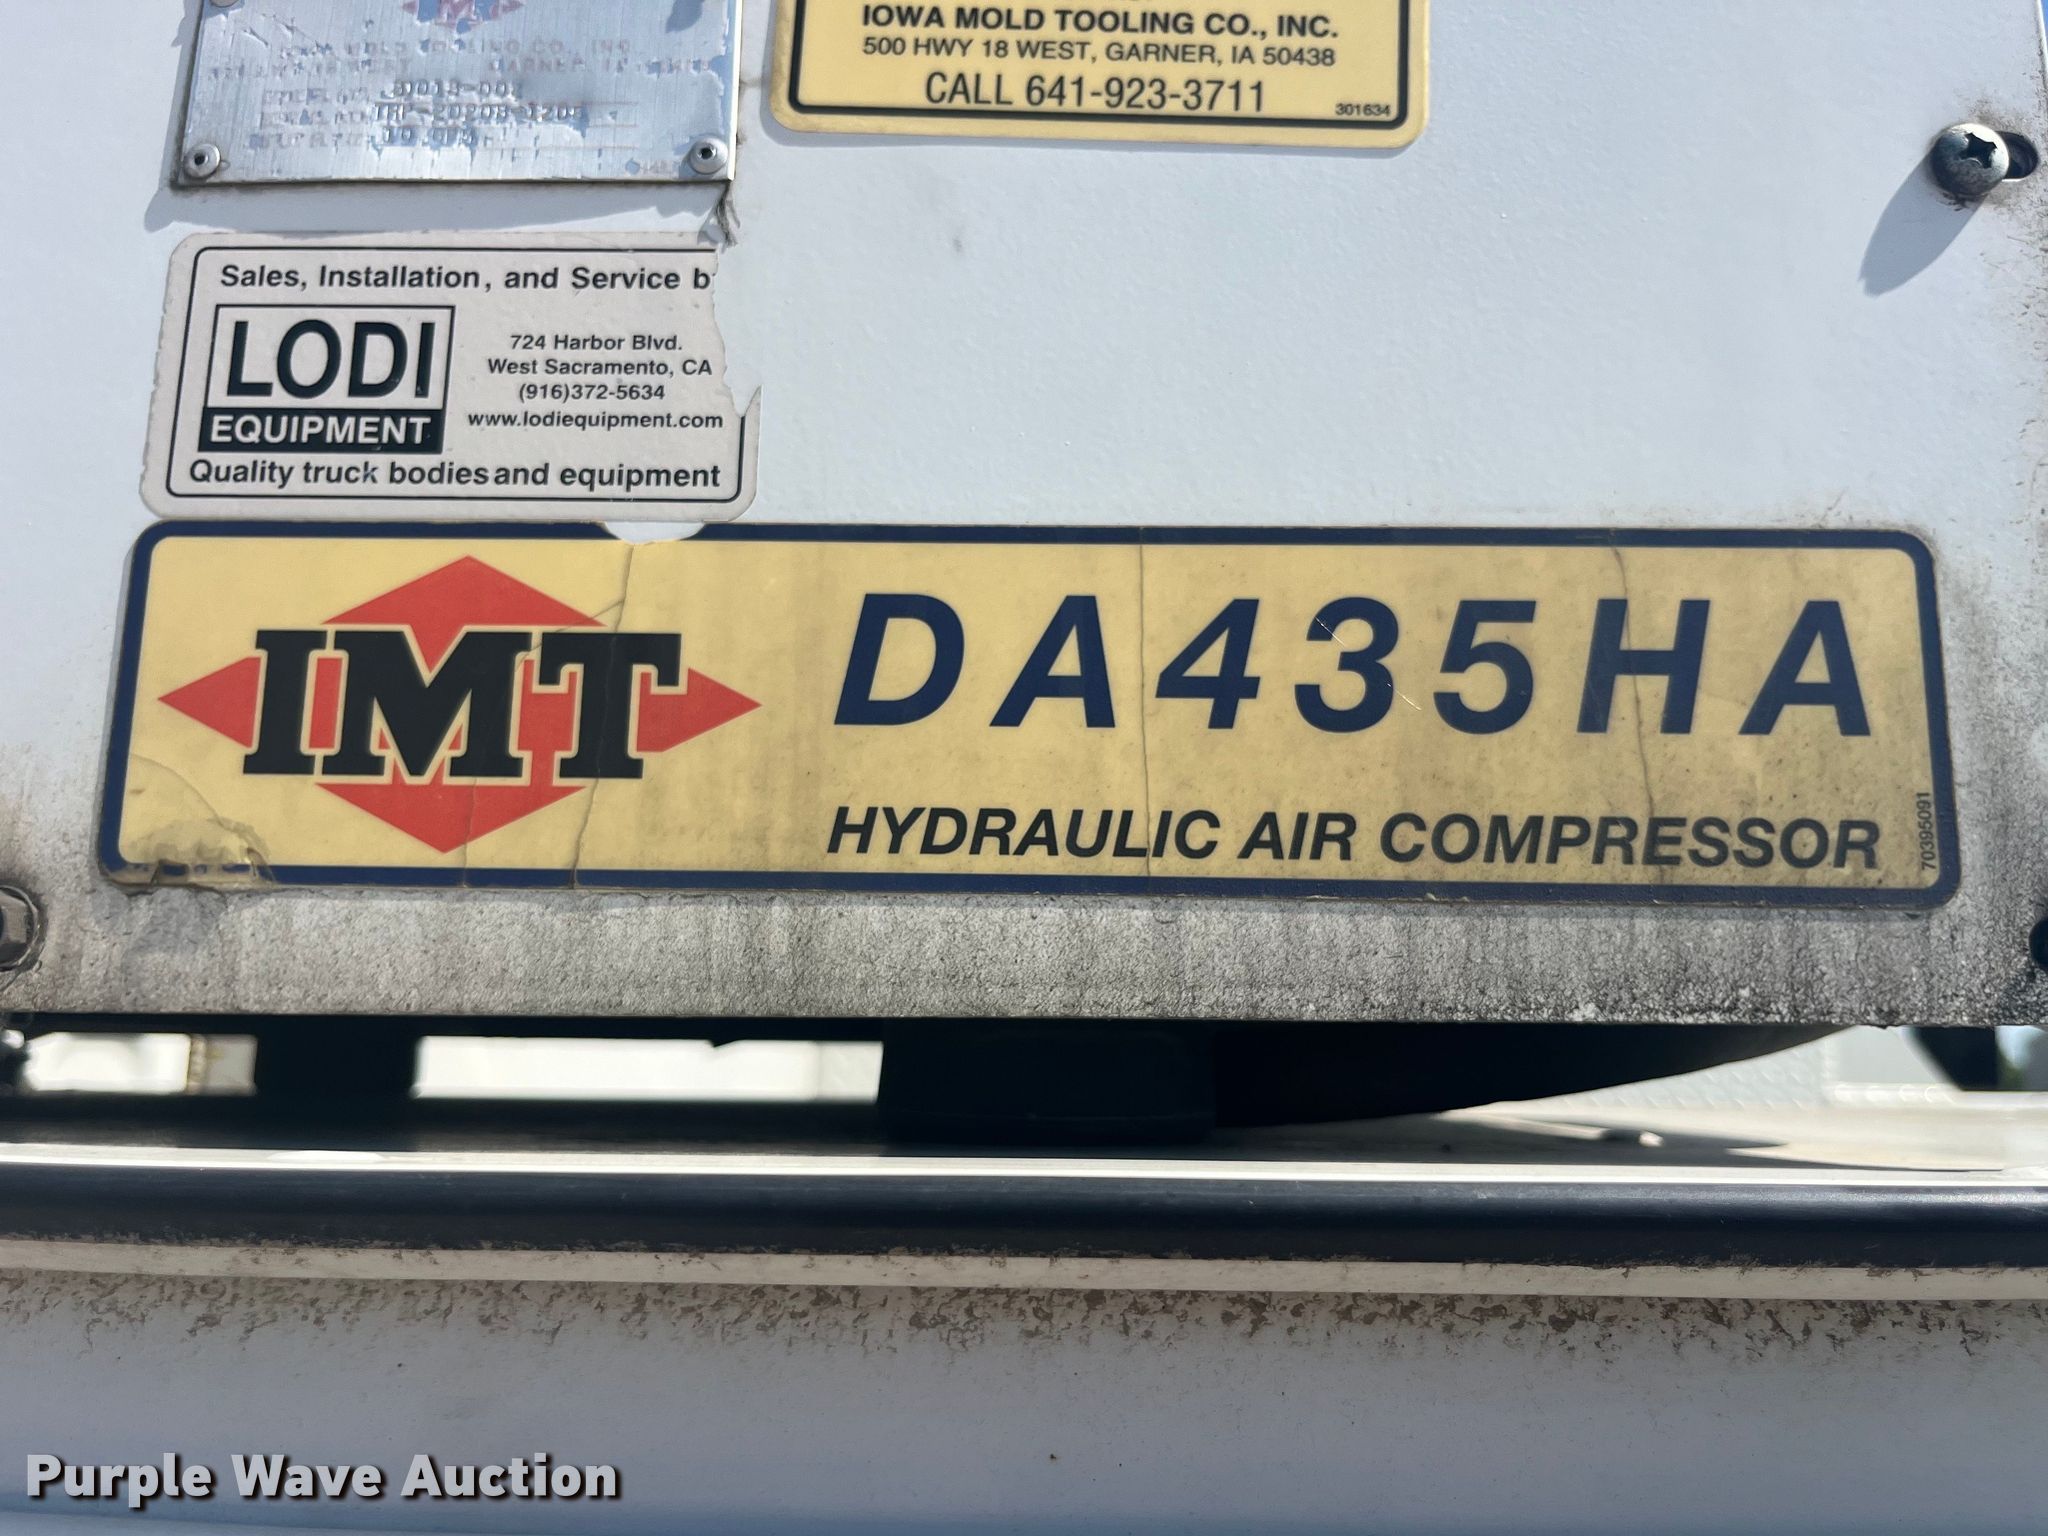 IOWA MOLD TOOLING CO., INC.
500 HWY 18 WEST, GARNER, IA 50438
CALL 641-923-3711
301634
Sales, Installation, and Service b
LODI
EQUIPMENT
724 Harbor Blvd.
West Sacramento, CA
(916)372-5634
www.lodiequipment.com
Quality truck bodies and equipment
IMT
DA435HA
HYDRAULIC AIR COMPRESSOR
70395091
Purple Wave Auction